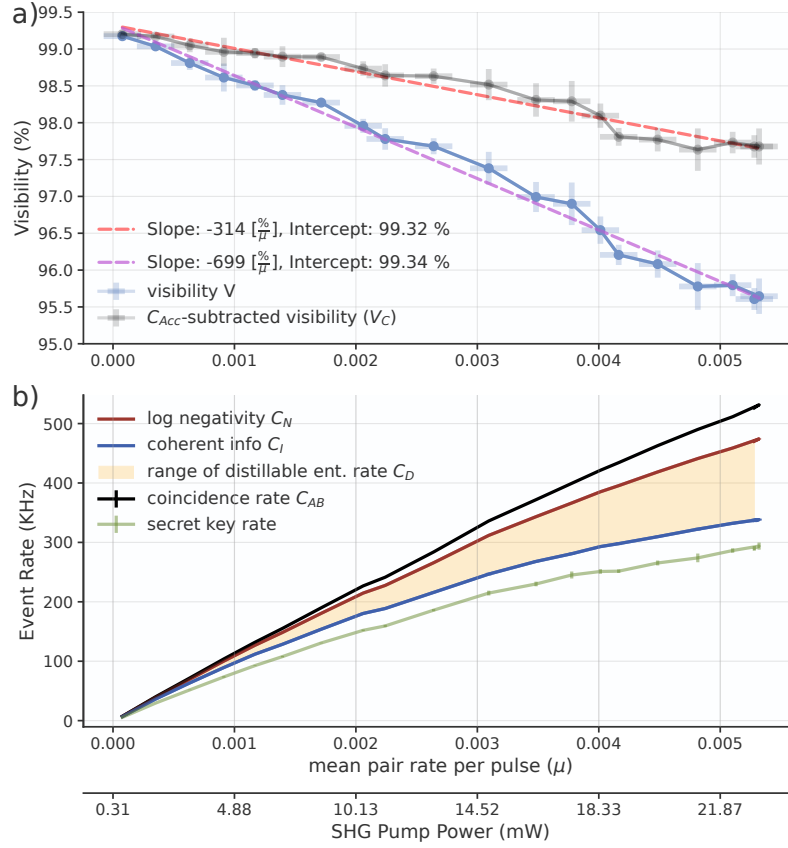 a)
99.5
99.0
98.5
98.0
97.5
97.0
96.5
96.0
95.5
95.0
Visibility (%)
Slope: -314 [%/μ], Intercept: 99.32 %
Slope: -699 [%/μ], Intercept: 99.34 %
visibility V
C_Acc-subtracted visibility (V_C)
0.000 0.001 0.002 0.003 0.004 0.005
b)
500
400
300
200
100
0
Event Rate (KHz)
log negativity C_N
coherent info C_I
range of distillable ent. rate C_D
coincidence rate C_AB
secret key rate
0.000 0.001 0.002 0.003 0.004 0.005
mean pair rate per pulse (μ)
0.31 4.88 10.13 14.52 18.33 21.87
SHG Pump Power (mW)